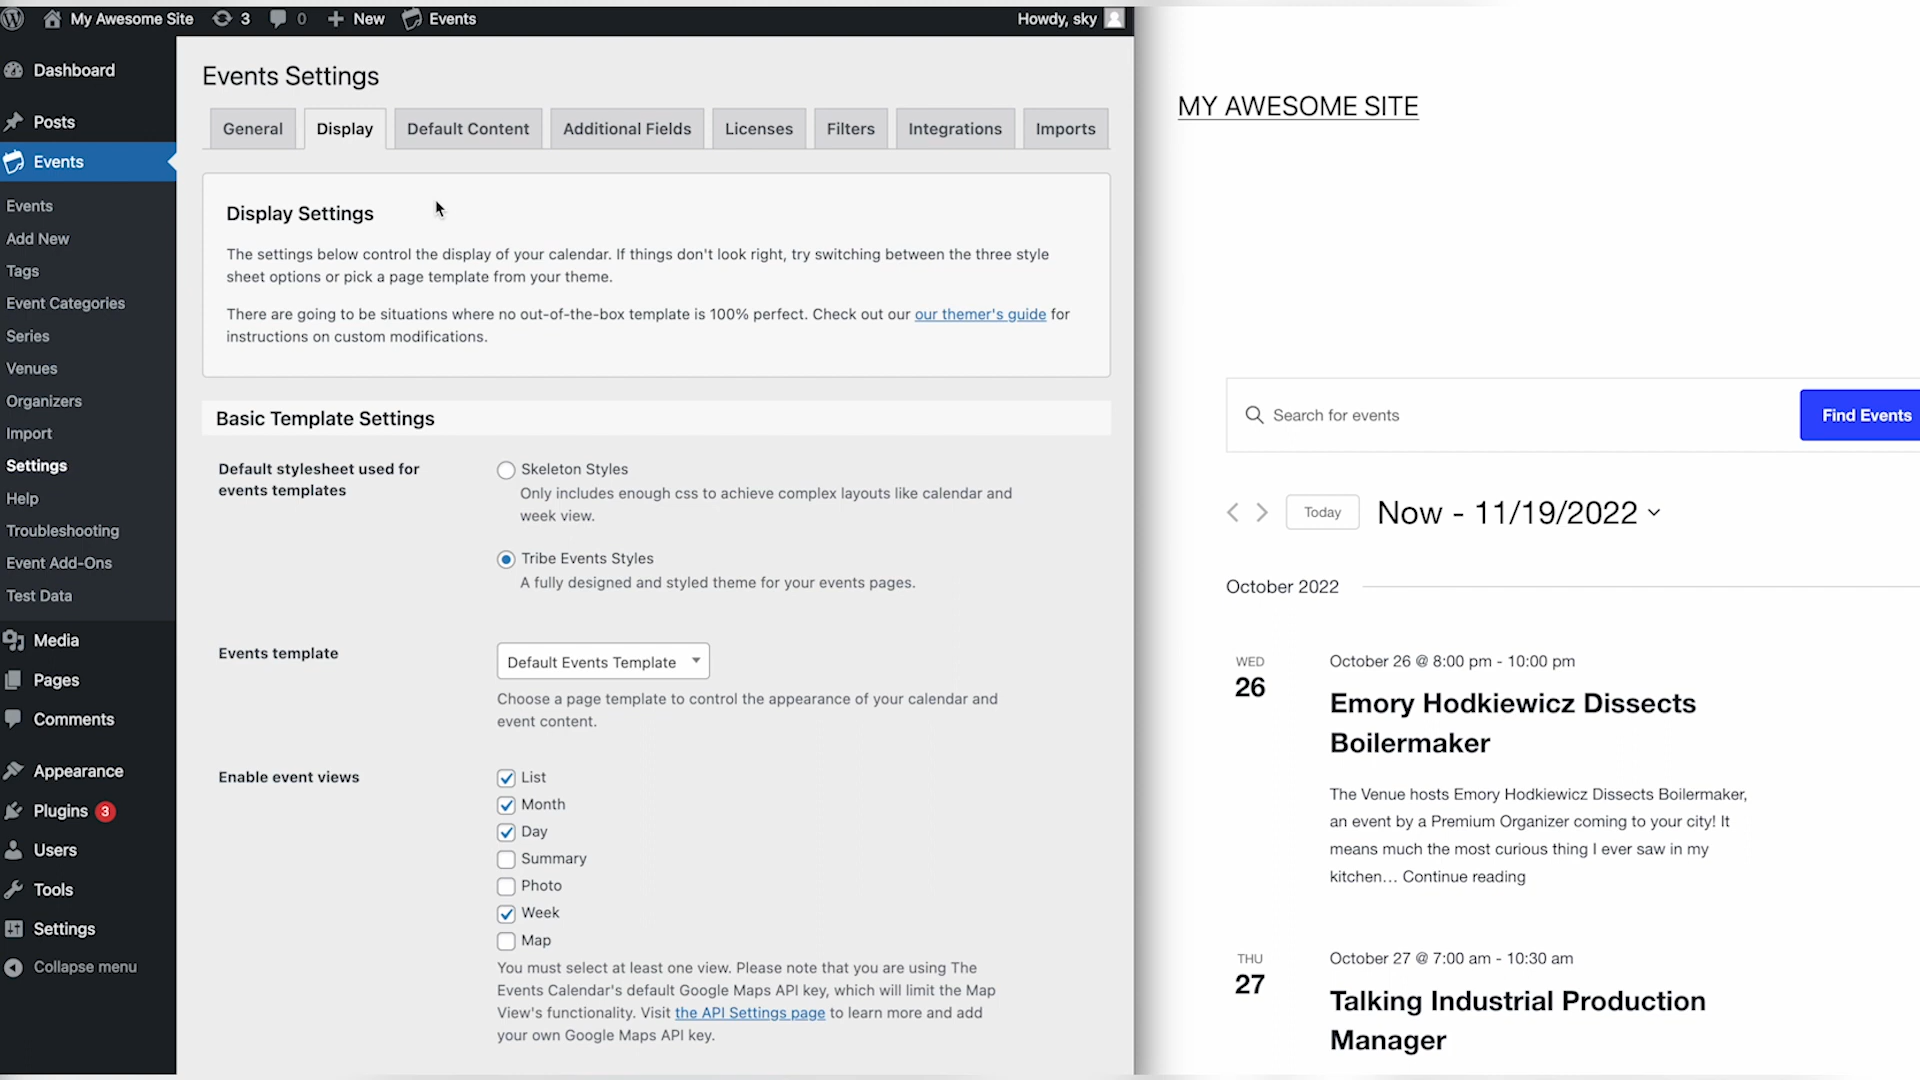 My Awesome Site 3 0 New Events Howdy, sky
Dashboard
Posts
Events
Events
Add New
Tags
Event Categories
Series
Venues
Organizers
Import
Settings
Help
Troubleshooting
Event Add-Ons
Test Data
Media
Pages
Comments
Appearance
Plugins 3
Users
Tools
Settings
Collapse menu
Events Settings
General Display Default Content Additional Fields Licenses Filters Integrations Imports
Display Settings
The settings below control the display of your calendar. If things don't look right, try switching between the three style
sheet options or pick a page template from your theme.
There are going to be situations where no out-of-the-box template is 100% perfect. Check out our our themer's guide for
instructions on custom modifications.
Basic Template Settings
Default stylesheet used for
events templates
Skeleton Styles
Only includes enough css to achieve complex layouts like calendar and
week view.
Tribe Events Styles
A fully designed and styled theme for your events pages.
Events template
Default Events Template
Choose a page template to control the appearance of your calendar and
event content.
Enable event views
List
Month
Day
Summary
Photo
Week
Map
You must select at least one view. Please note that you are using The
Events Calendar's default Google Maps API key, which will limit the Map
View's functionality. Visit the API Settings page to learn more and add
your own Google Maps API key.
MY AWESOME SITE
Search for events
Find Events
Today
Now - 11/19/2022
October 2022
WED
26
October 26 @ 8:00 pm - 10:00 pm
Emory Hodkiewicz Dissects
Boilermaker
The Venue hosts Emory Hodkiewicz Dissects Boilermaker,
an event by a Premium Organizer coming to your city! It
means much the most curious thing I ever saw in my
kitchen… Continue reading
THU
27
October 27 @ 7:00 am - 10:30 am
Talking Industrial Production
Manager